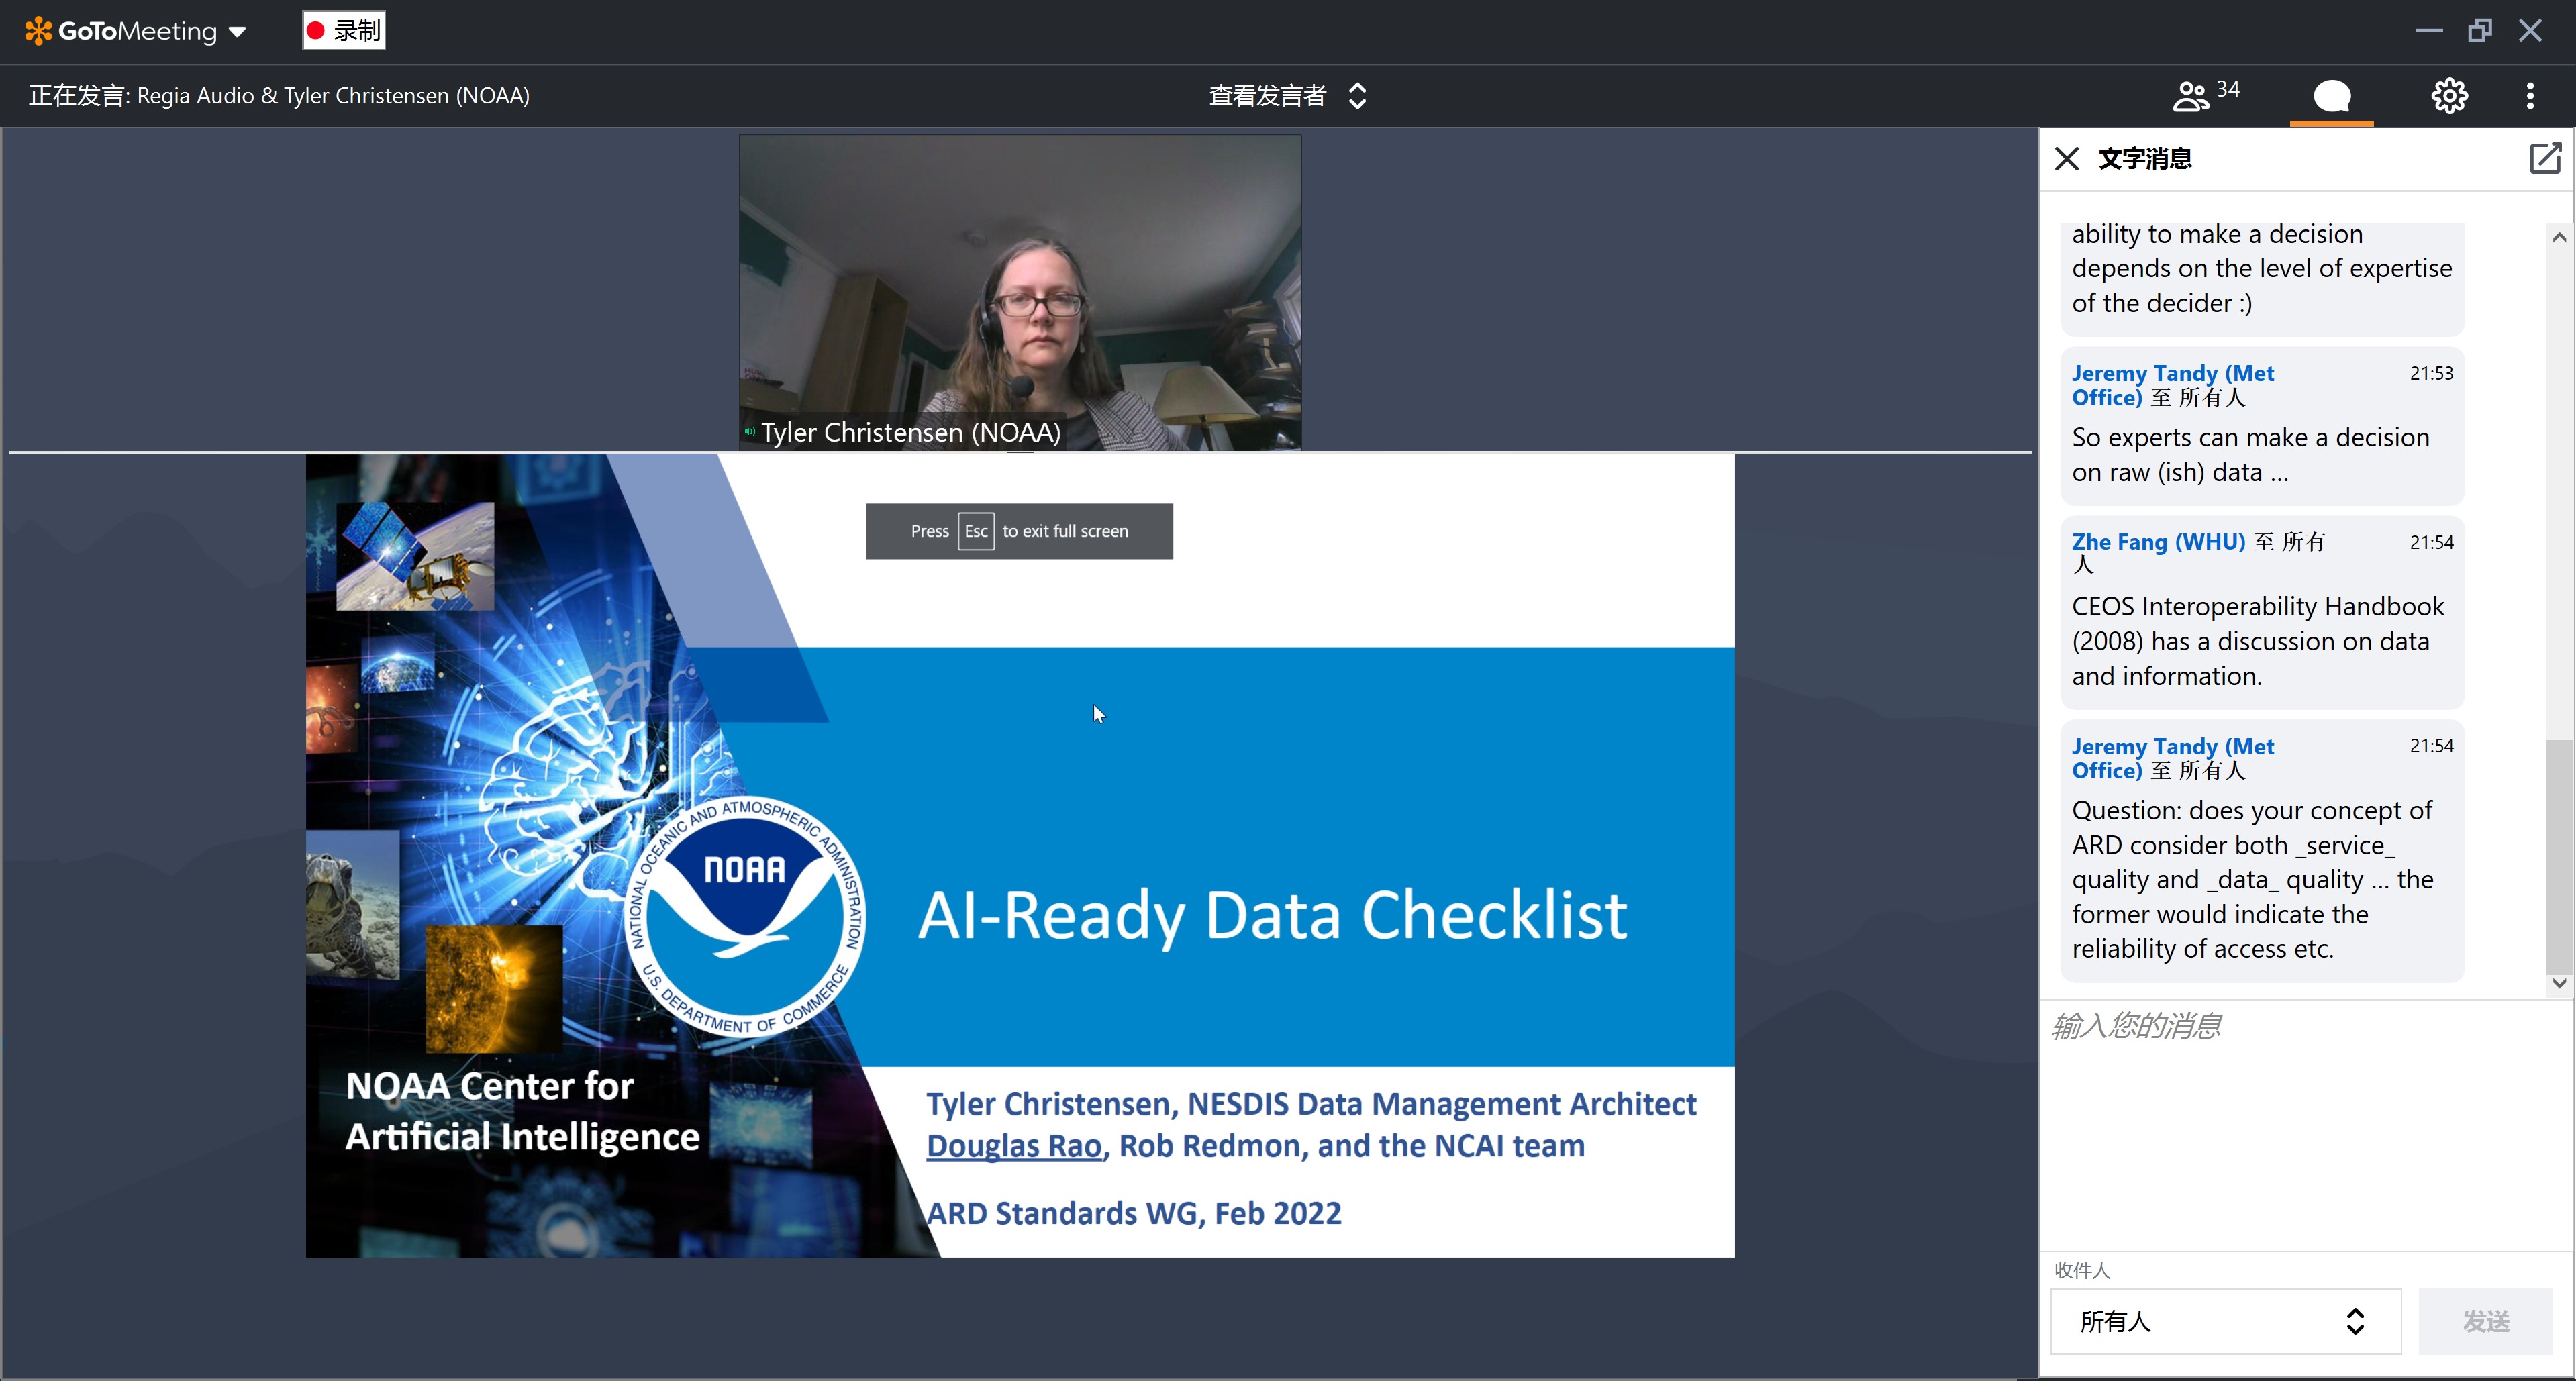 GoToMeeting
录制
正在发言: Regia Audio & Tyler Christensen (NOAA)
查看发言者
34
Tyler Christensen (NOAA)
Press Esc to exit full screen
NATIONAL OCEANIC AND ATMOSPHERIC ADMINISTRATION
NOAA
U.S. DEPARTMENT OF COMMERCE
AI-Ready Data Checklist
NOAA Center for
Artificial Intelligence
Tyler Christensen, NESDIS Data Management Architect
Douglas Rao, Rob Redmon, and the NCAI team
ARD Standards WG, Feb 2022
文字消息
ability to make a decision
depends on the level of expertise
of the decider :)
Jeremy Tandy (Met
Office) 至 所有人
21:53
So experts can make a decision
on raw (ish) data ...
Zhe Fang (WHU) 至 所有
人
21:54
CEOS Interoperability Handbook
(2008) has a discussion on data
and information.
Jeremy Tandy (Met
Office) 至 所有人
21:54
Question: does your concept of
ARD consider both _service_
quality and _data_ quality ... the
former would indicate the
reliability of access etc.
输入您的消息
收件人
所有人
发送